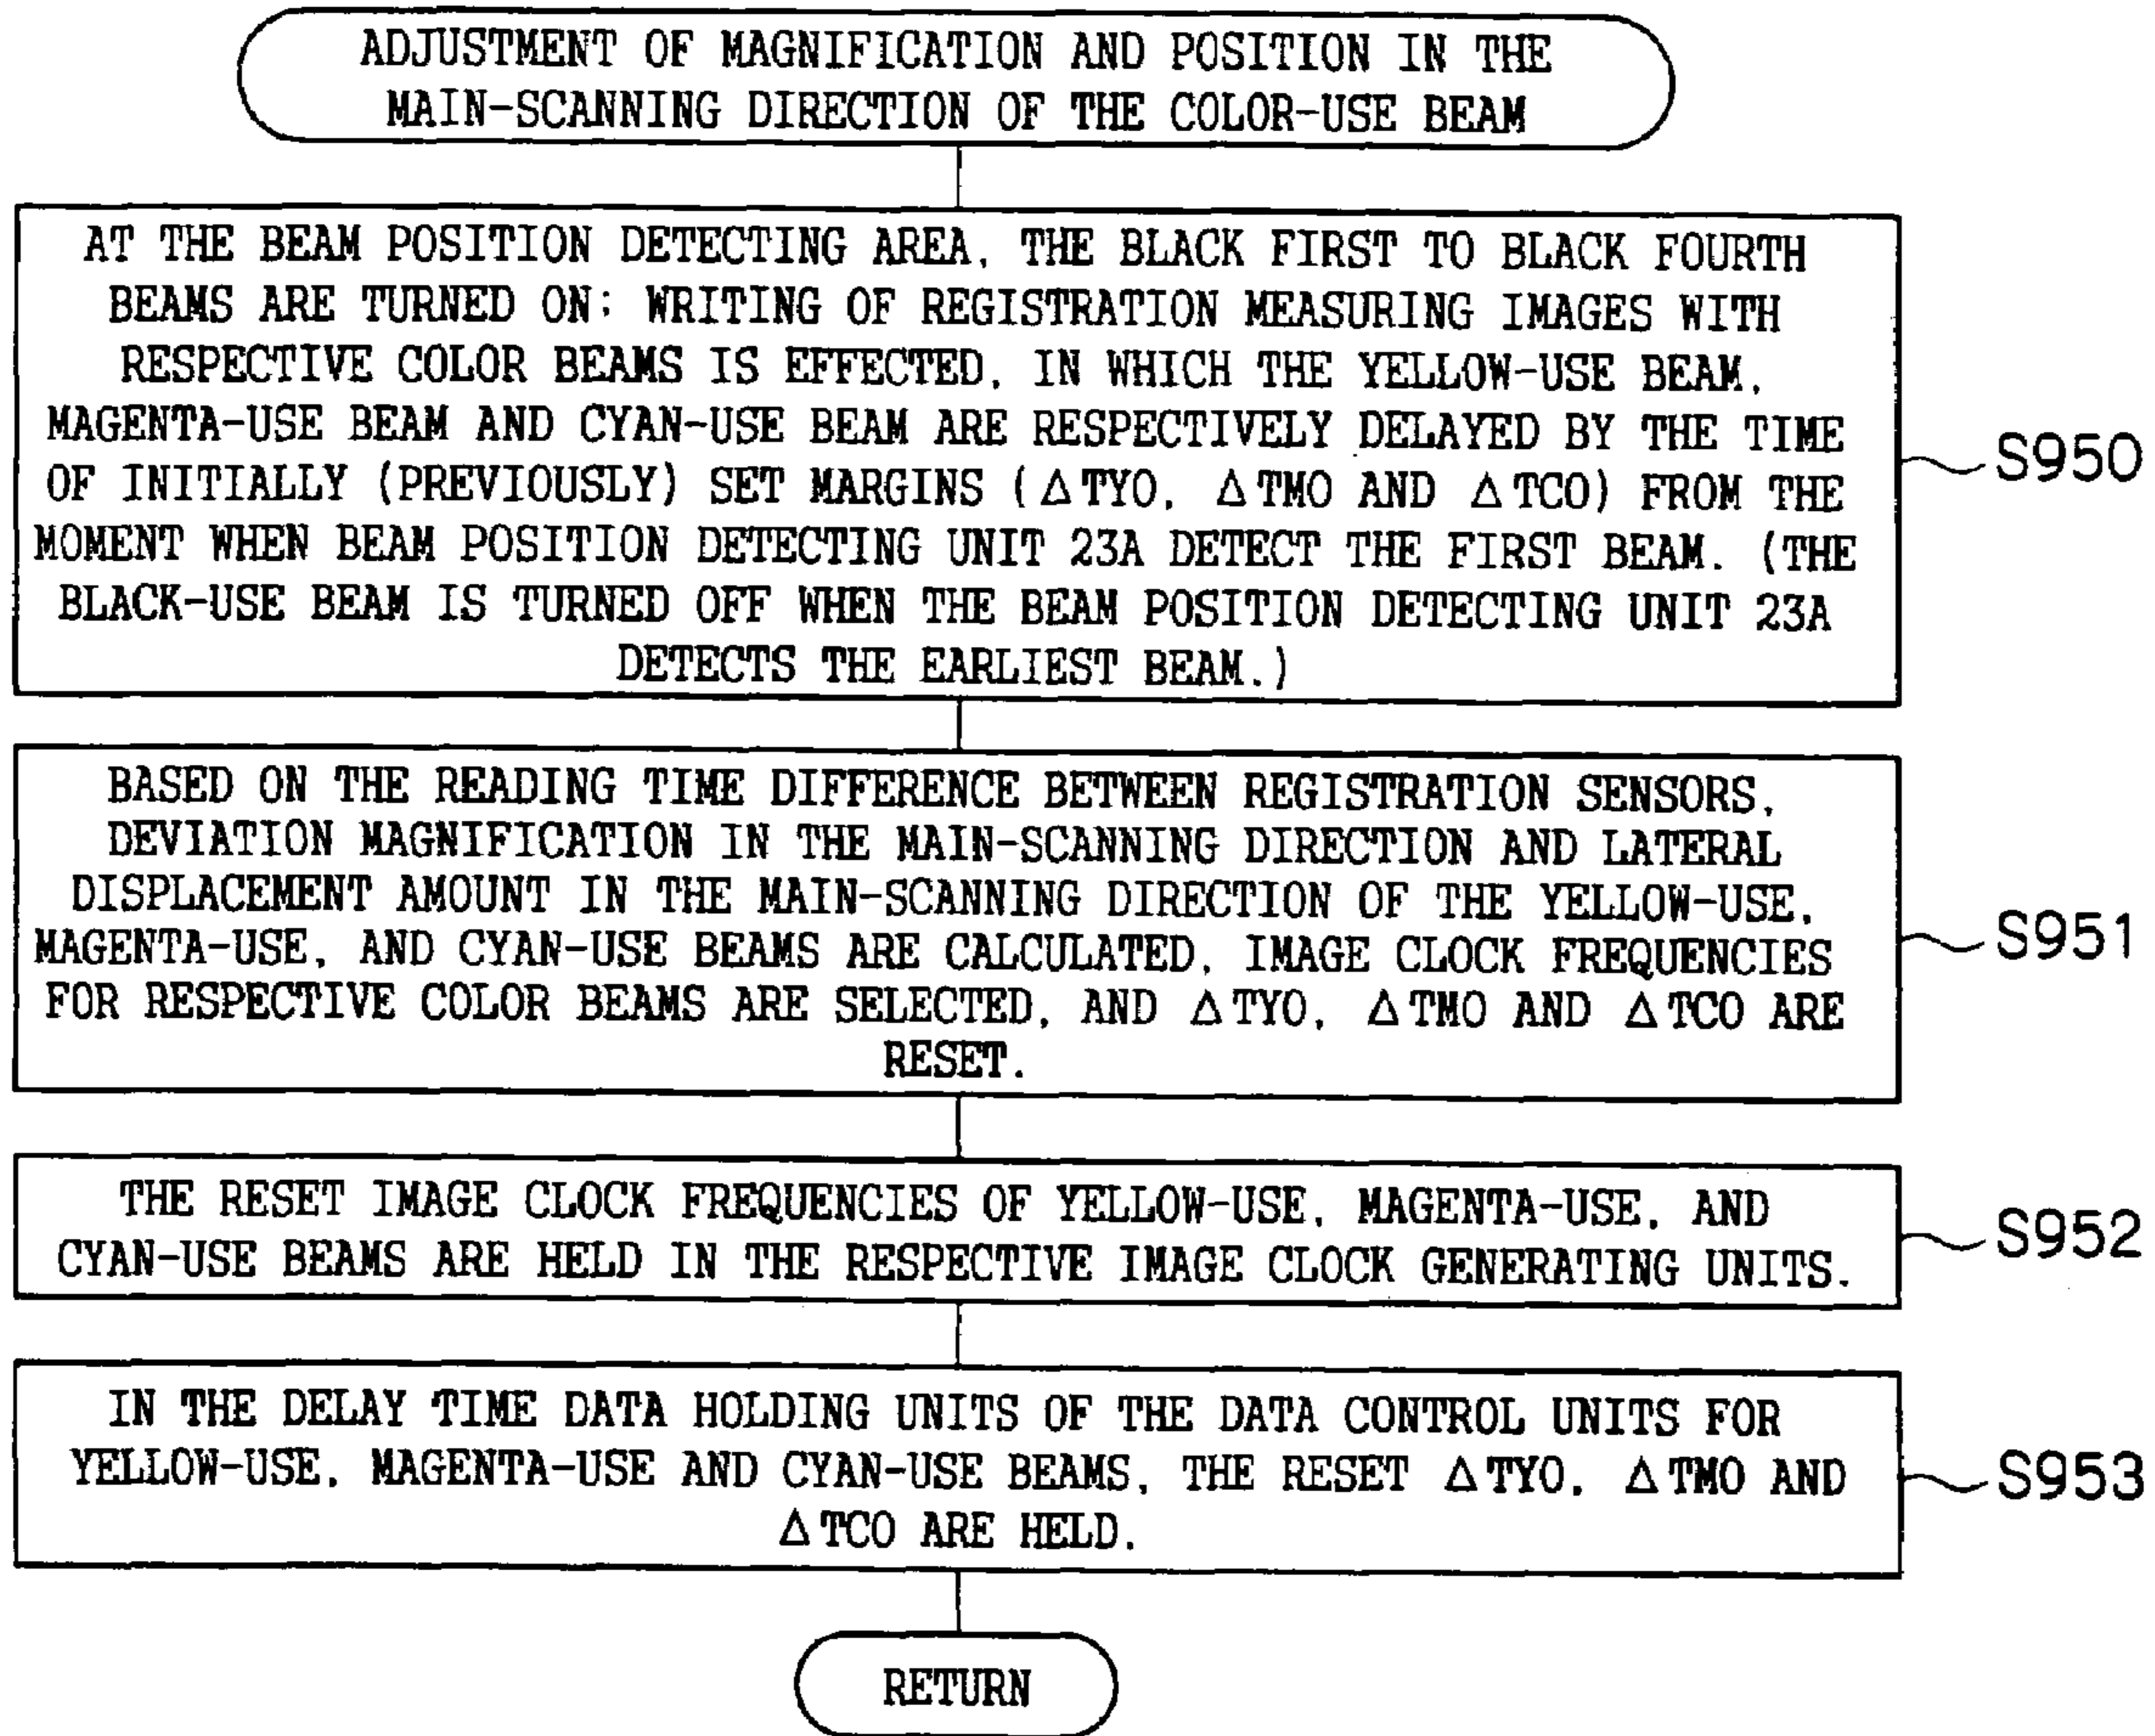 ADJUSTMENT OF MAGNIFICATION AND POSITION IN THE
MAIN-SCANNING DIRECTION OF THE COLOR-USE BEAM
AT THE BEAM POSITION DETECTING AREA, THE BLACK FIRST TO BLACK FOURTH
BEAMS ARE TURNED ON; WRITING OF REGISTRATION MEASURING IMAGES WITH
RESPECTIVE COLOR BEAMS IS EFFECTED, IN WHICH THE YELLOW-USE BEAM,
MAGENTA-USE BEAM AND CYAN-USE BEAM ARE RESPECTIVELY DELAYED BY THE TIME
OF INITIALLY (PREVIOUSLY) SET MARGINS (ΔTYO, ΔTMO AND ΔTCO) FROM THE
MOMENT WHEN BEAM POSITION DETECTING UNIT 23A DETECT THE FIRST BEAM. (THE
BLACK-USE BEAM IS TURNED OFF WHEN THE BEAM POSITION DETECTING UNIT 23A
DETECTS THE EARLIEST BEAM.)
S950
BASED ON THE READING TIME DIFFERENCE BETWEEN REGISTRATION SENSORS,
DEVIATION MAGNIFICATION IN THE MAIN-SCANNING DIRECTION AND LATERAL
DISPLACEMENT AMOUNT IN THE MAIN-SCANNING DIRECTION OF THE YELLOW-USE,
MAGENTA-USE, AND CYAN-USE BEAMS ARE CALCULATED, IMAGE CLOCK FREQUENCIES
FOR RESPECTIVE COLOR BEAMS ARE SELECTED, AND ΔTYO, ΔTMO AND ΔTCO ARE
RESET.
S951
THE RESET IMAGE CLOCK FREQUENCIES OF YELLOW-USE, MAGENTA-USE, AND
CYAN-USE BEAMS ARE HELD IN THE RESPECTIVE IMAGE CLOCK GENERATING UNITS.
S952
IN THE DELAY TIME DATA HOLDING UNITS OF THE DATA CONTROL UNITS FOR
YELLOW-USE, MAGENTA-USE AND CYAN-USE BEAMS, THE RESET ΔTYO, ΔTMO AND
ΔTCO ARE HELD.
S953
RETURN